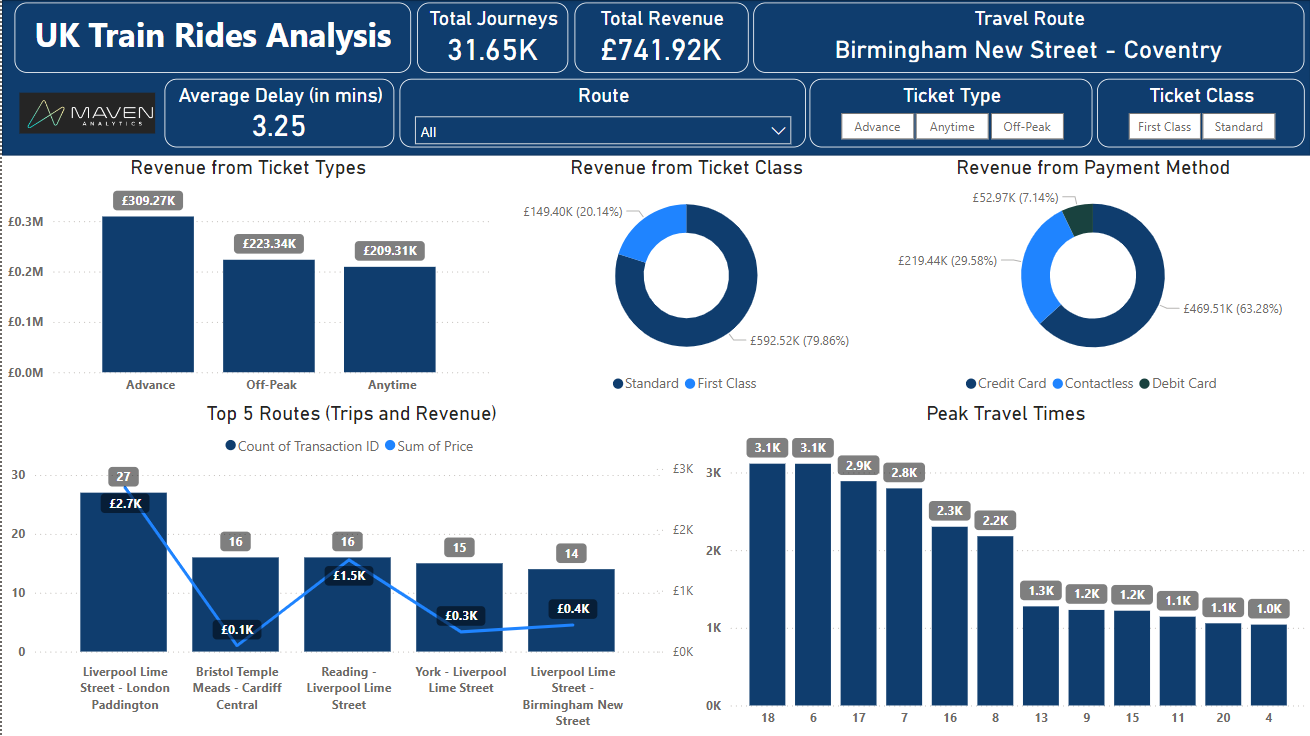 UK Train Rides Analysis
Total Journeys
31.65K
Total Revenue
£741.92K
Travel Route
Birmingham New Street - Coventry
MAVEN
ANALYTICS
Average Delay (in mins)
3.25
Route
All
Ticket Type
Advance Anytime Off-Peak
Ticket Class
First Class Standard
Revenue from Ticket Types
£0.3M
£0.2M
£0.1M
£0.0M
£309.27K
£223.34K
£209.31K
Advance Off-Peak Anytime
Revenue from Ticket Class
£149.40K (20.14%)
£592.52K (79.86%)
Standard First Class
Revenue from Payment Method
£52.97K (7.14%)
£219.44K (29.58%)
£469.51K (63.28%)
Credit Card Contactless Debit Card
Top 5 Routes (Trips and Revenue)
Count of Transaction ID Sum of Price
30
20
10
0
27
16
16
15
14
£2.7K
£0.1K
£1.5K
£0.3K
£0.4K
£3K
£2K
£1K
£0K
Liverpool Lime
Street - London
Paddington
Bristol Temple
Meads - Cardiff
Central
Reading -
Liverpool Lime
Street
York - Liverpool
Lime Street
Liverpool Lime
Street -
Birmingham New
Street
Peak Travel Times
3K
2K
1K
0K
3.1K
3.1K
2.9K
2.8K
2.3K
2.2K
1.3K
1.2K
1.2K
1.1K
1.1K
1.0K
18 6 17 7 16 8 13 9 15 11 20 4